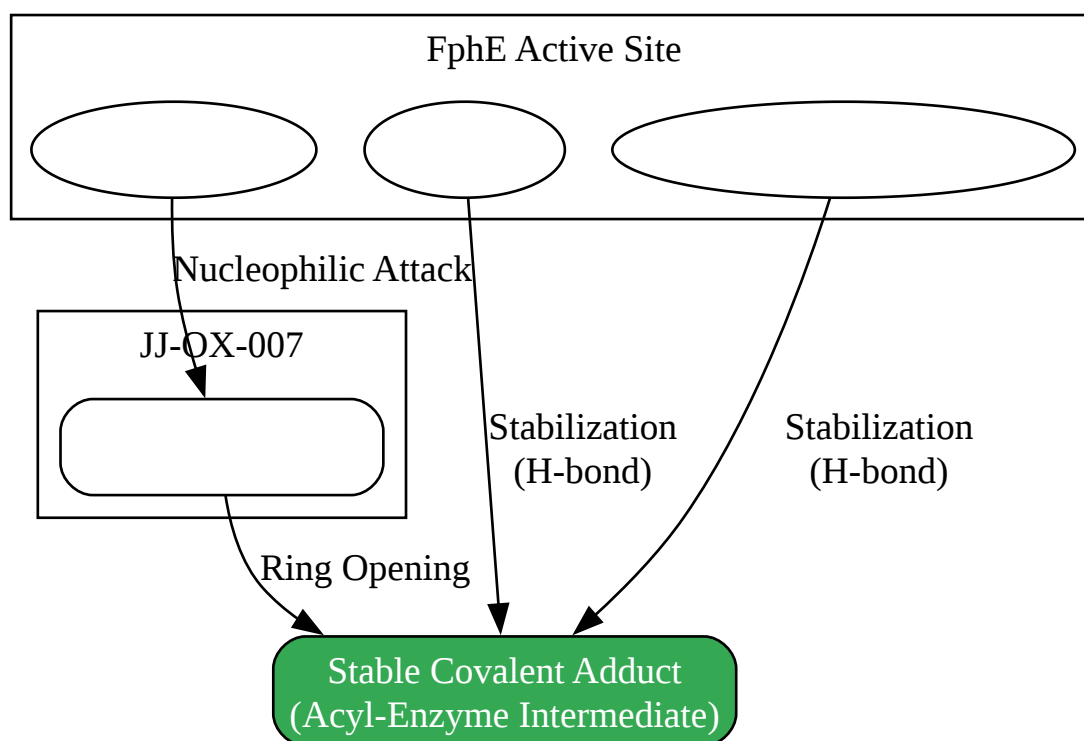 FphE Active Site
Nucleophilic Attack
JJ-OX-007
Stabilization
(H-bond)
Stabilization
(H-bond)
Ring Opening
Stable Covalent Adduct
(Acyl-Enzyme Intermediate)